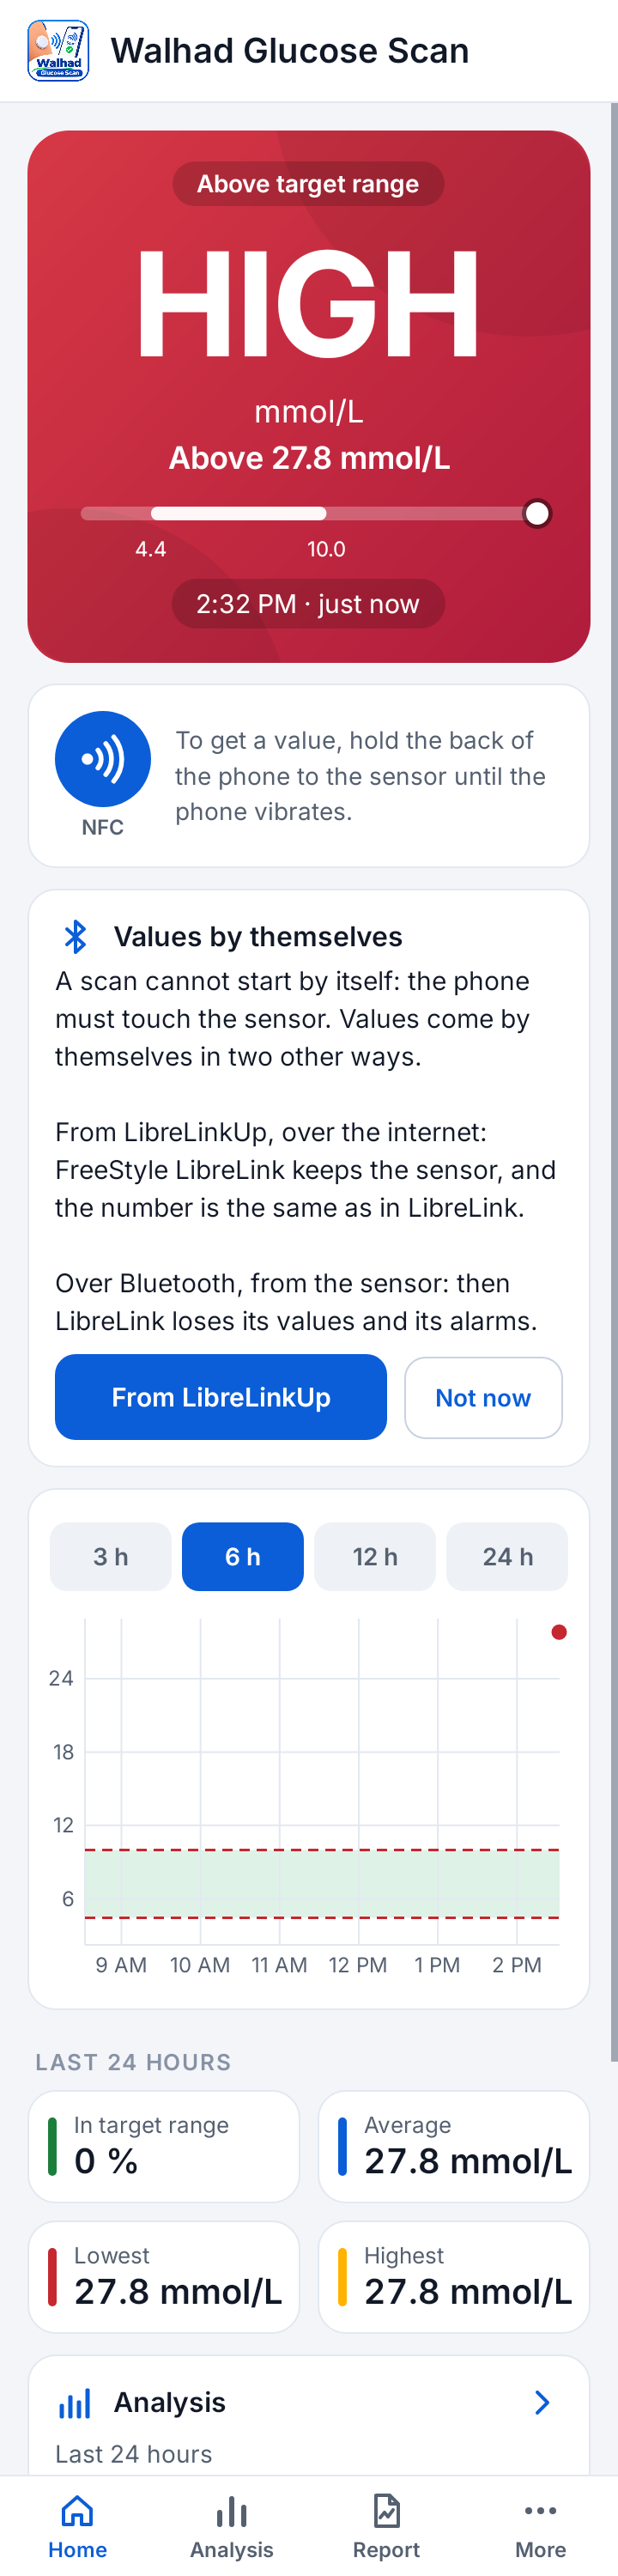 Walhad
Glucose Scan
Walhad Glucose Scan
Above target range
HIGH
mmol/L
Above 27.8 mmol/L
4.4 10.0
2:32 PM · just now
To get a value, hold the back of
the phone to the sensor until the
phone vibrates.
NFC
Values by themselves
A scan cannot start by itself: the phone
must touch the sensor. Values come by
themselves in two other ways.
From LibreLinkUp, over the internet:
FreeStyle LibreLink keeps the sensor, and
the number is the same as in LibreLink.
Over Bluetooth, from the sensor: then
LibreLink loses its values and its alarms.
From LibreLinkUp Not now
3 h 6 h 12 h 24 h
24
18
12
6
9 AM 10 AM 11 AM 12 PM 1 PM 2 PM
LAST 24 HOURS
In target range
0 %
Average
27.8 mmol/L
Lowest
27.8 mmol/L
Highest
27.8 mmol/L
Analysis
Last 24 hours
Home Analysis Report More